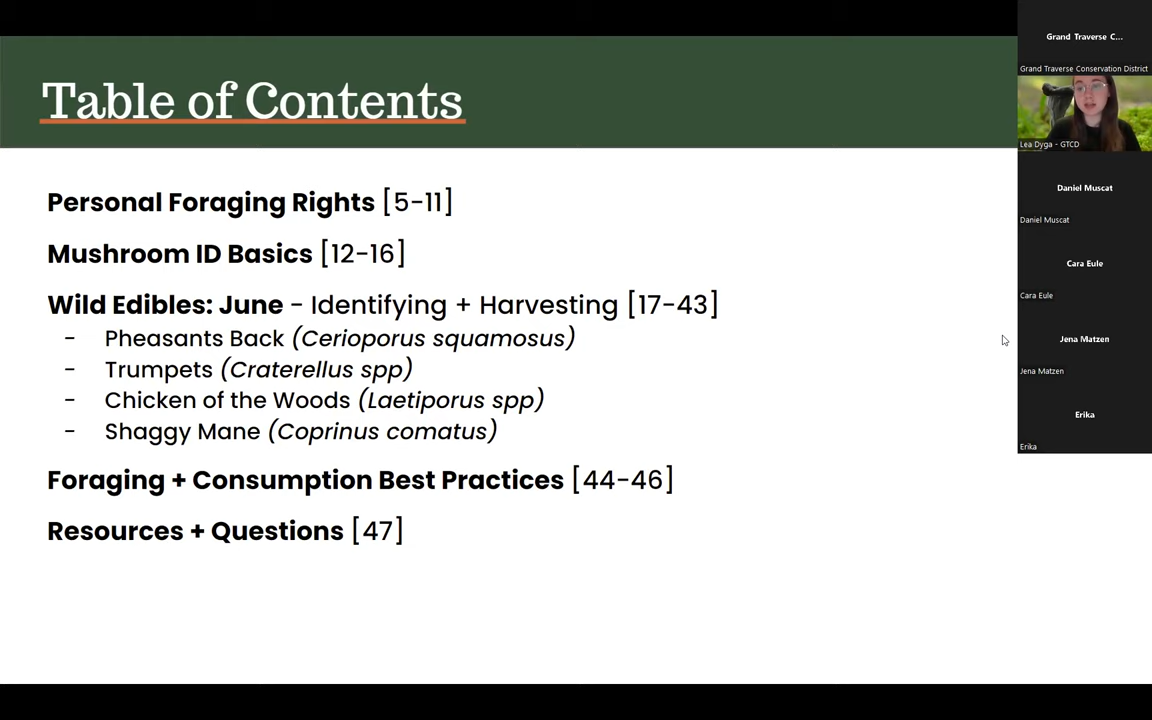 Table of Contents
Personal Foraging Rights [5-11]
Mushroom ID Basics [12-16]
Wild Edibles: June - Identifying + Harvesting [17-43]
- Pheasants Back (Cerioporus squamosus)
- Trumpets (Craterellus spp)
- Chicken of the Woods (Laetiporus spp)
- Shaggy Mane (Coprinus comatus)
Foraging + Consumption Best Practices [44-46]
Resources + Questions [47]
Grand Traverse C...
Grand Traverse Conservation District
Lea Dyga - GTCD
Daniel Muscat
Daniel Muscat
Cara Eule
Cara Eule
Jena Matzen
Jena Matzen
Erika
Erika